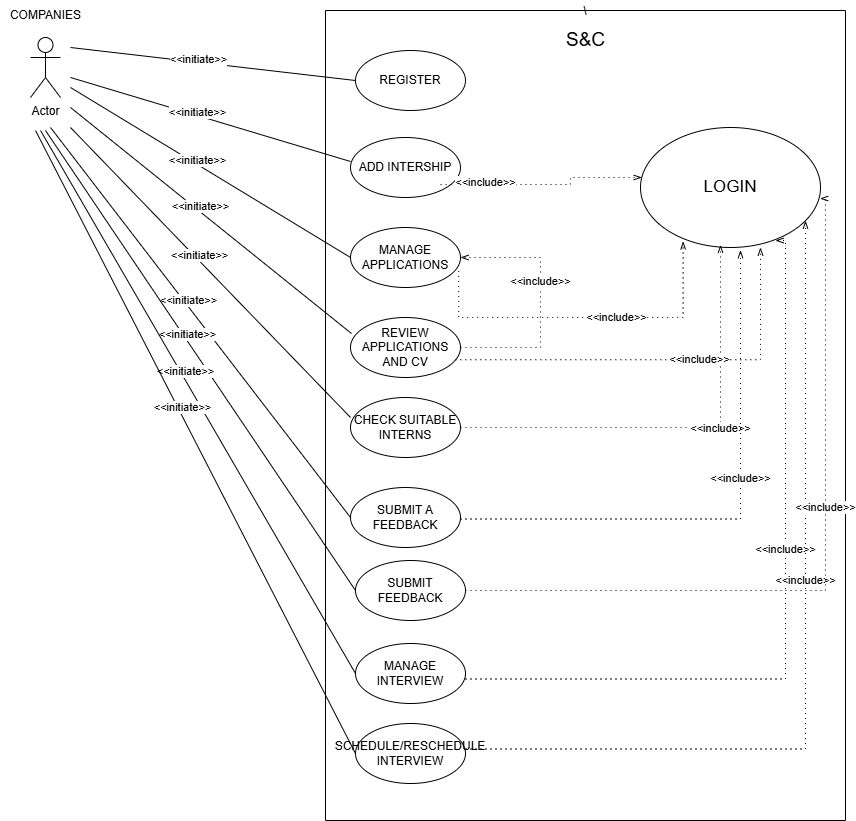 COMPANIES
\
S&C
<<initiate>>
REGISTER
Actor
<<initiate>>
ADD INTERSHIP
<<include>>
LOGIN
<<initiate>>
<<initiate>>
MANAGE
APPLICATIONS
<<initiate>>
<<include>>
<<initiate>>
<<include>>
REVIEW
APPLICATIONS
AND CV
<<initiate>>
<<include>>
<<initiate>>
<<initiate>>
CHECK SUITABLE
INTERNS
<<include>>
<<include>>
SUBMIT A
FEEDBACK
<<include>>
<<include>>
SUBMIT
FEEDBACK
<<include>>
MANAGE
INTERVIEW
SCHEDULE/RESCHEDULE
INTERVIEW